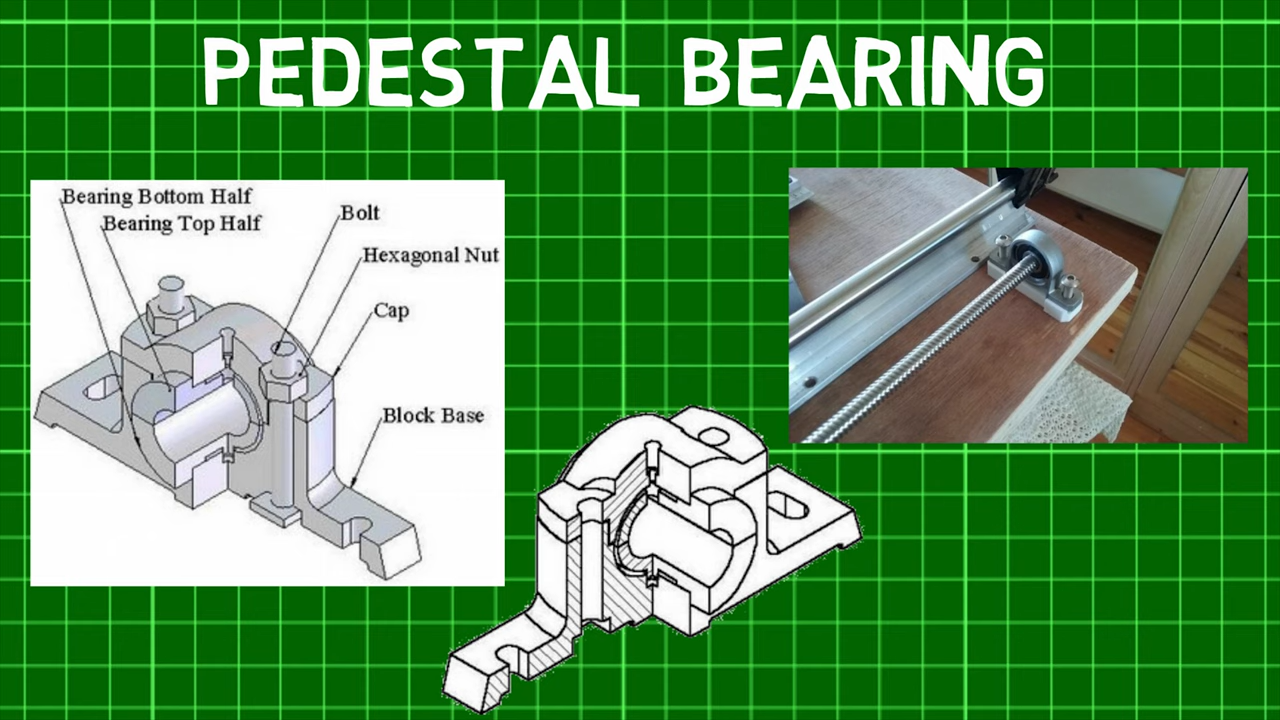 PEDESTAL BEARING
Bearing Bottom Half
Bearing Top Half
Bolt
Hexagonal Nut
Cap
Block Base